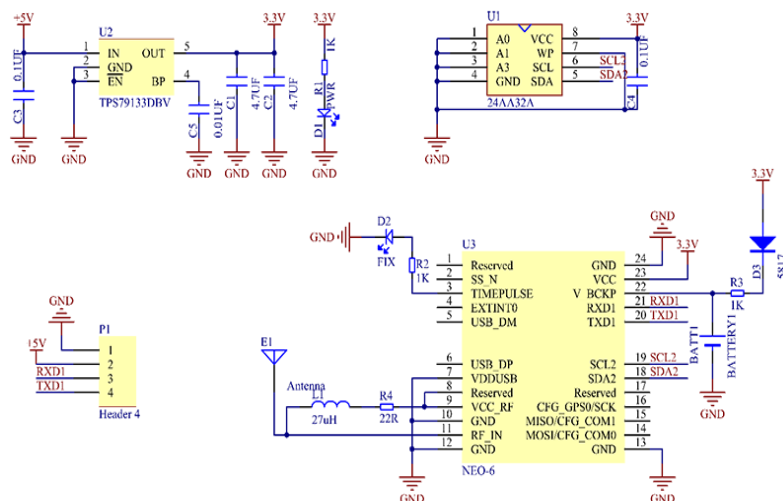 +5V
3.3V
3.3V
3.3V
U2
U1
1 IN OUT 5
2 GND
3 EN BP 4
TPS79133DBV
0.1UF
C3
C5
0.01UF
C1
4.7UF
C2
4.7UF
1K
R1
PWR
D1
GND
GND
GND
GND
GND
GND
1 A0 VCC 8
2 A1 WP 7
3 A3 SCL 6 SCL2
4 GND SDA 5 SDA2
24AA32A
0.1UF
C4
GND
3.3V
GND
3.3V
D3
5817
GND
D2
FIX
R2
1K
U3
1 Reserved GND 24
2 SS_N VCC 23
3 TIMEPULSE V_BCKP 22
4 EXTINT0 RXD1 21 RXD1
5 USB_DM TXD1 20 TXD1
6 USB_DP SCL2 19 SCL2
7 VDDUSB SDA2 18 SDA2
8 Reserved Reserved 17
9 VCC_RF CFG_GPS0/SCK 16
10 GND MISO/CFG_COM1 15
11 RF_IN MOSI/CFG_COM0 14
12 GND GND 13
NEO-6
R3
1K
BATT1
BATTERY1
GND
GND
GND
GND
+5V
P1
1
2
RXD1 3
TXD1 4
Header 4
E1
Antenna
L1
27uH
R4
22R